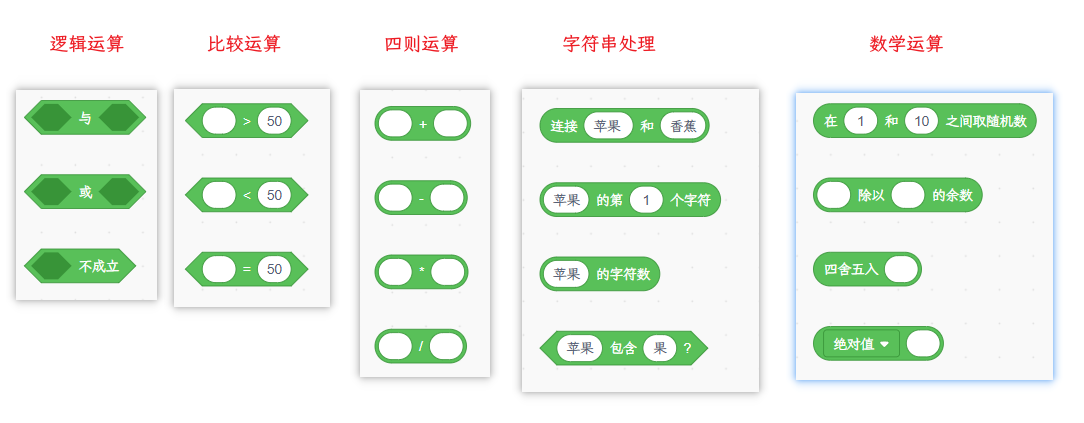 逻辑运算
与
或
不成立
比较运算
> 50
< 50
= 50
四则运算
+
-
*
/
字符串处理
连接 苹果 和 香蕉
苹果 的第 1 个字符
苹果 的字符数
苹果 包含 果 ?
数学运算
在 1 和 10 之间取随机数
除以 的余数
四舍五入
绝对值